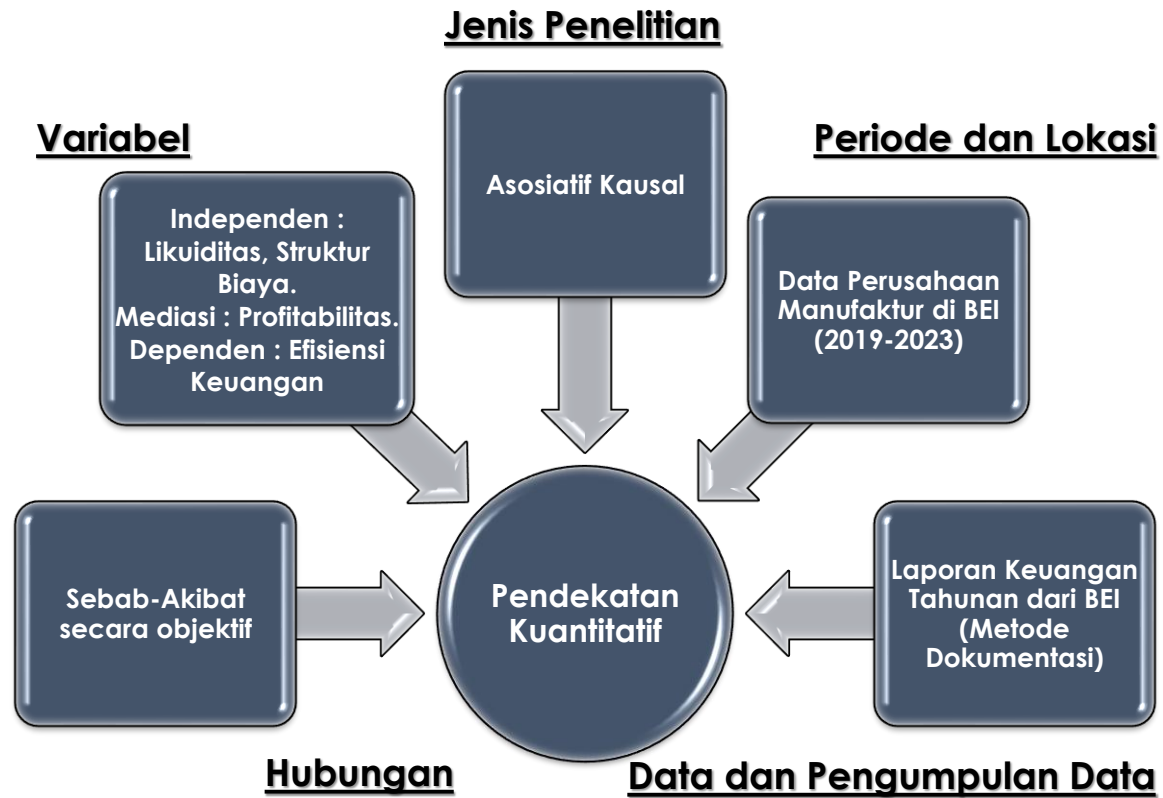 Jenis Penelitian
Asosiatif Kausal
Variabel
Independen :
Likuiditas, Struktur
Biaya.
Mediasi : Profitabilitas.
Dependen : Efisiensi
Keuangan
Periode dan Lokasi
Data Perusahaan
Manufaktur di BEI
(2019-2023)
Sebab-Akibat
secara objektif
Hubungan
Pendekatan
Kuantitatif
Laporan Keuangan
Tahunan dari BEI
(Metode
Dokumentasi)
Data dan Pengumpulan Data